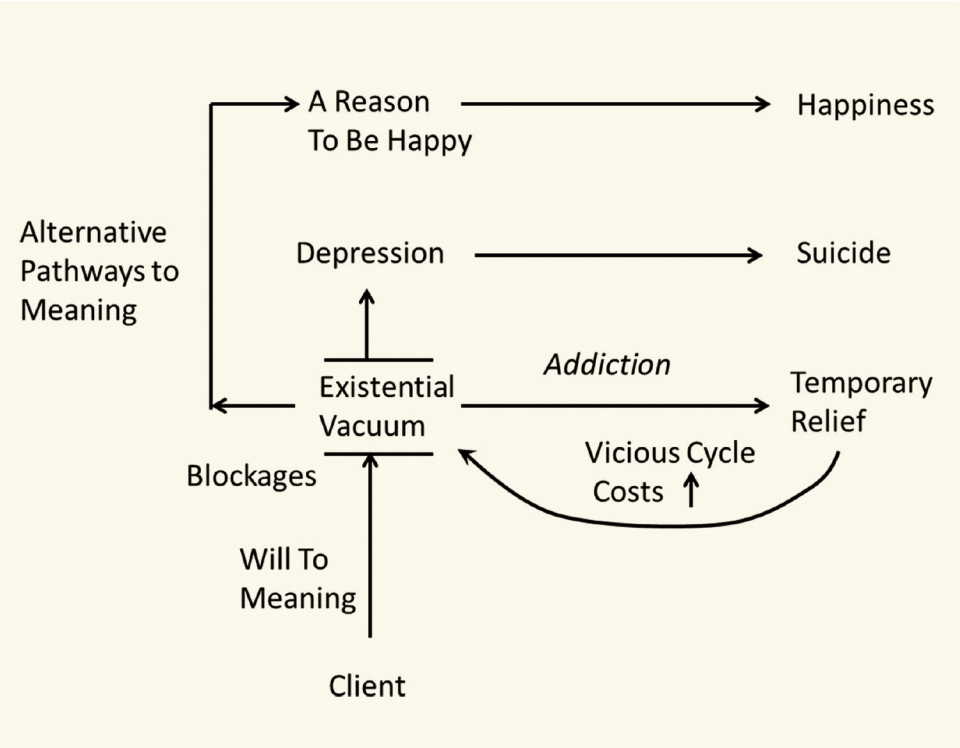 A Reason
To Be Happy
Happiness
Alternative
Pathways to
Meaning
Depression
Suicide
Addiction
Existential
Vacuum
Temporary
Relief
Blockages
Vicious Cycle
Costs
Will To
Meaning
Client